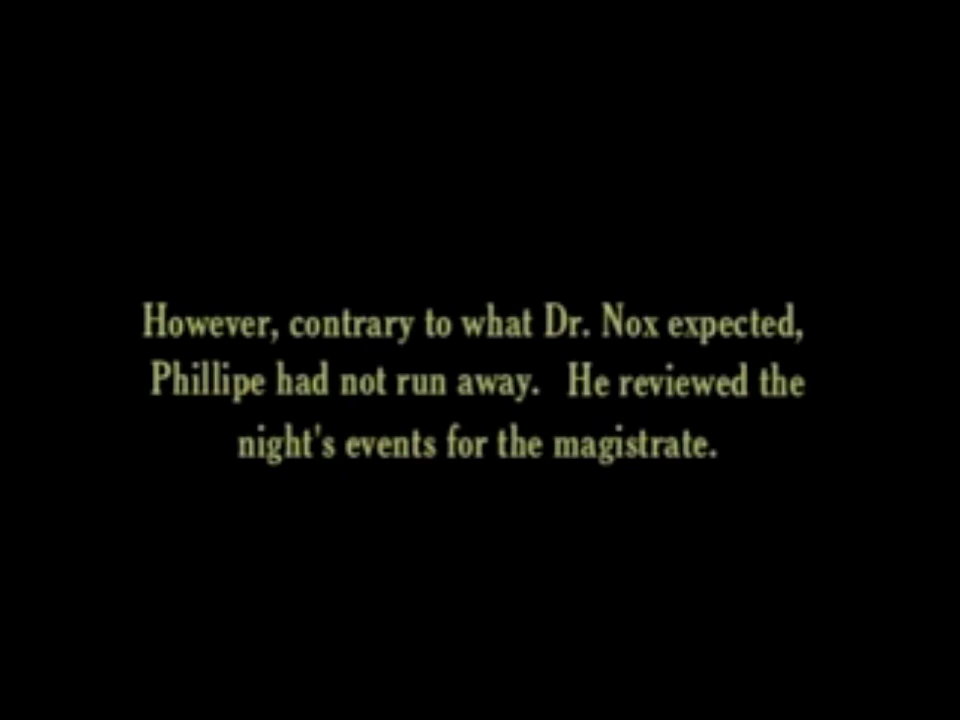 However, contrary to what Dr. Nox expected,
Phillipe had not run away. He reviewed the
night's events for the magistrate.